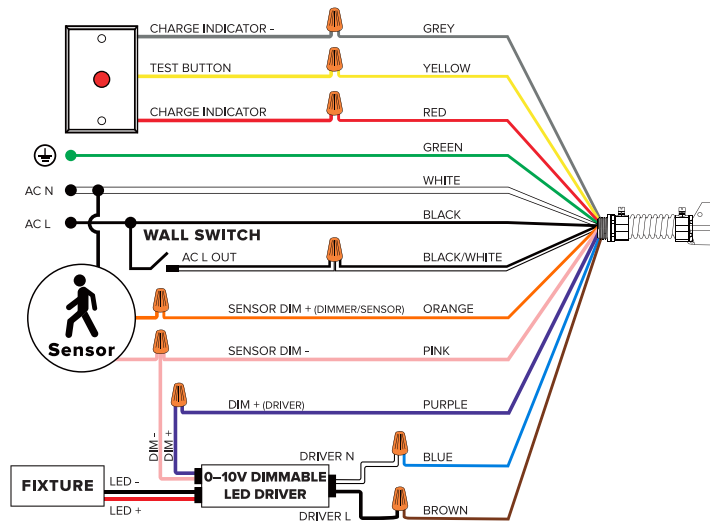 CHARGE INDICATOR - GREY
TEST BUTTON YELLOW
CHARGE INDICATOR RED
GREEN
AC N WHITE
AC L BLACK
WALL SWITCH
AC L OUT BLACK/WHITE
SENSOR DIM + (DIMMER/SENSOR) ORANGE
Sensor
SENSOR DIM - PINK
DIM + (DRIVER) PURPLE
DIM -
DIM +
DRIVER N BLUE
0–10V DIMMABLE
LED DRIVER
FIXTURE
LED -
LED +
DRIVER L BROWN